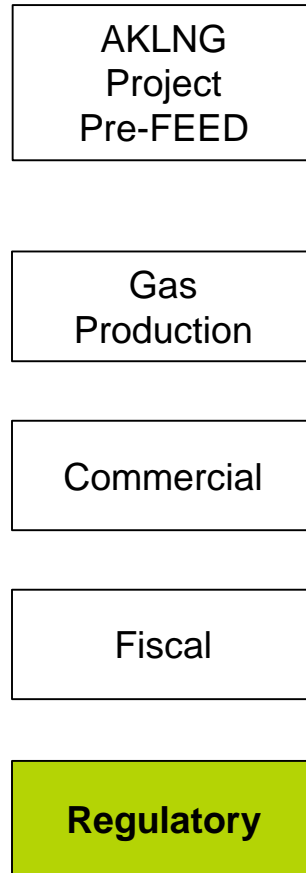 AKLNG
Project
Pre-FEED
Gas
Production
Commercial
Fiscal
Regulatory